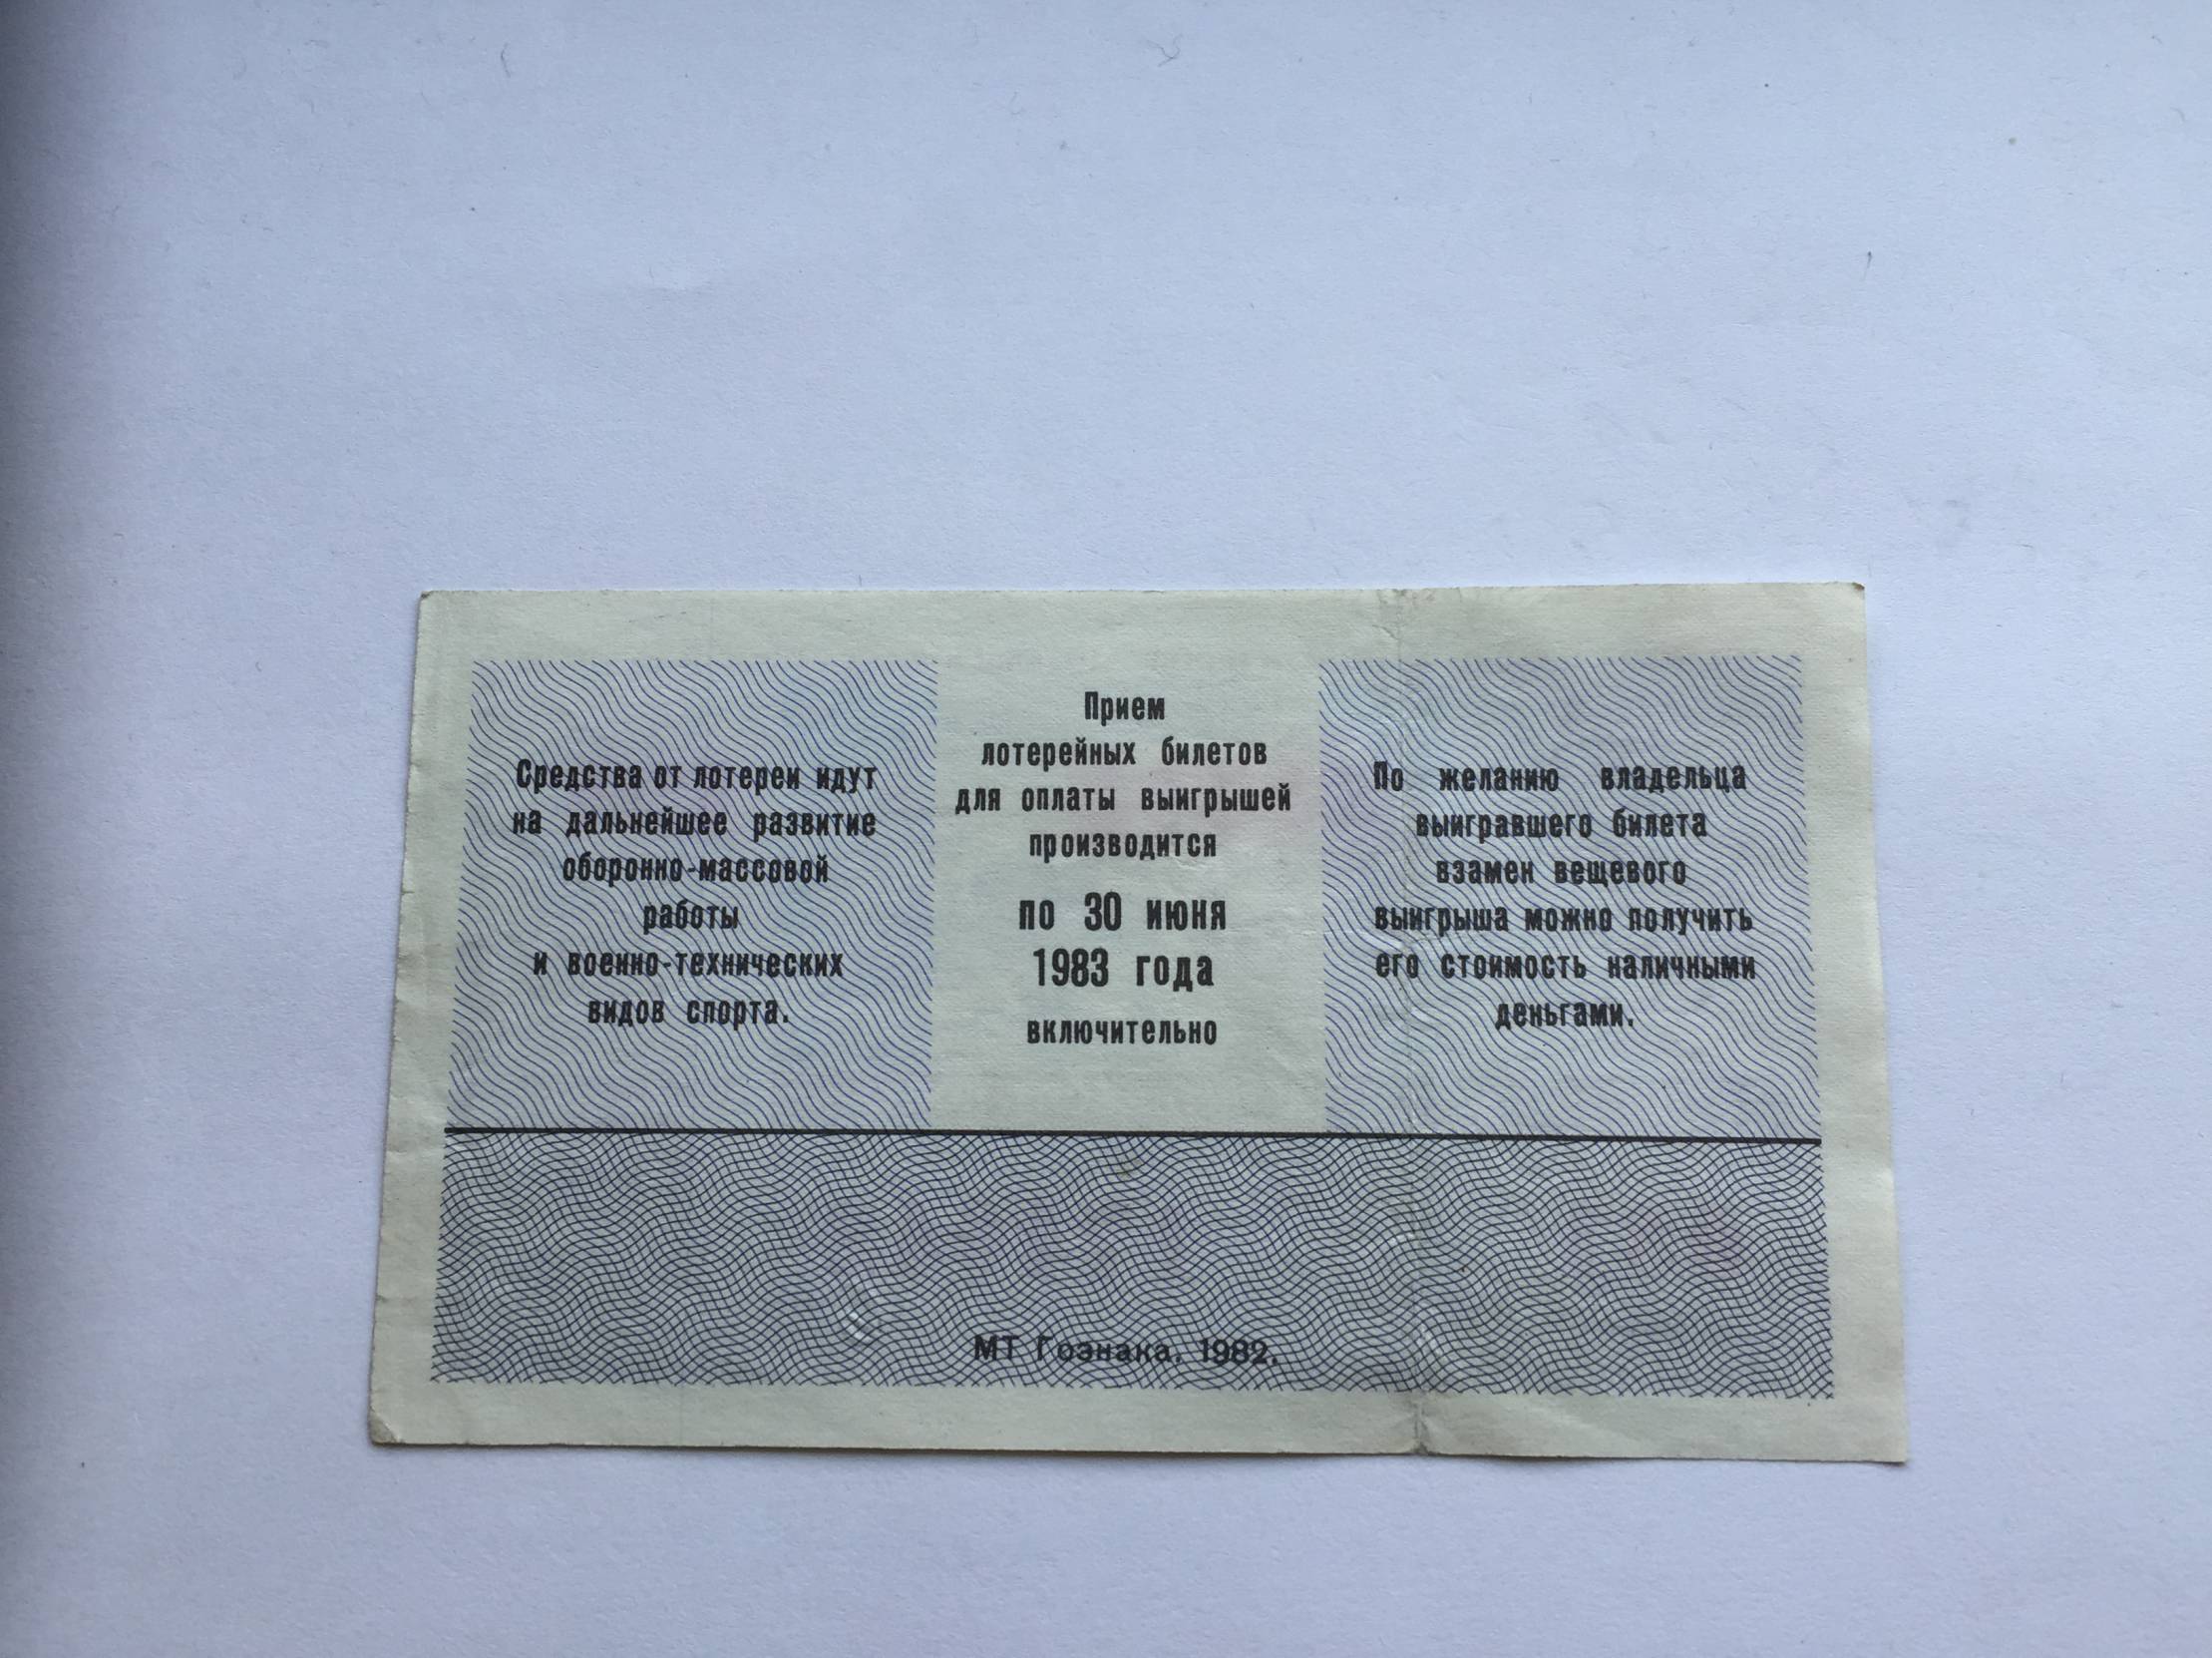 Средства от лотереи идут
на дальнейшее развитие
оборонно-массовой
работы
и военно-технических
видов спорта.
Прием
лотерейных билетов
для оплаты выигрышей
производится
по 30 июня
1983 года
включительно
По желанию владельца
выигравшего билета
взамен вещевого
выигрыша можно получить
его стоимость наличными
деньгами.
МТ Гознака. 1982.